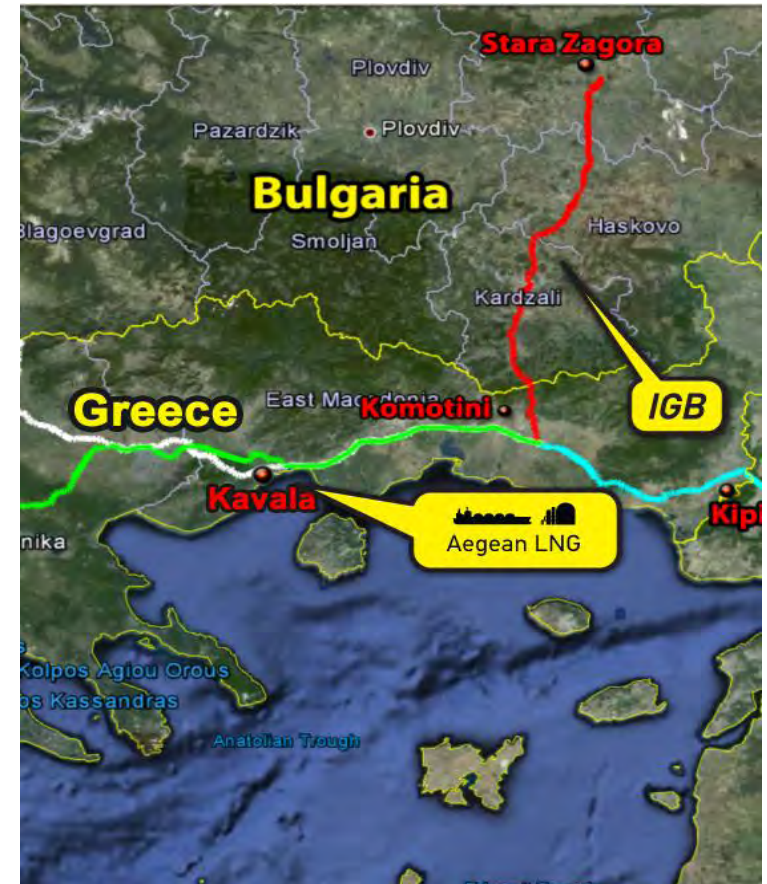 Stara Zagora
Plovdiv
Pazardzik
Plovdiv
Bulgaria
Blagoevgrad
Smoljan
Haskovo
Kardzali
IGB
East Macedonia
Komotini
Greece
Kavala
Kipi
Aegean LNG
nika
s
Kolpos Agiou Orous
os Kassandras
Anatolian Trough